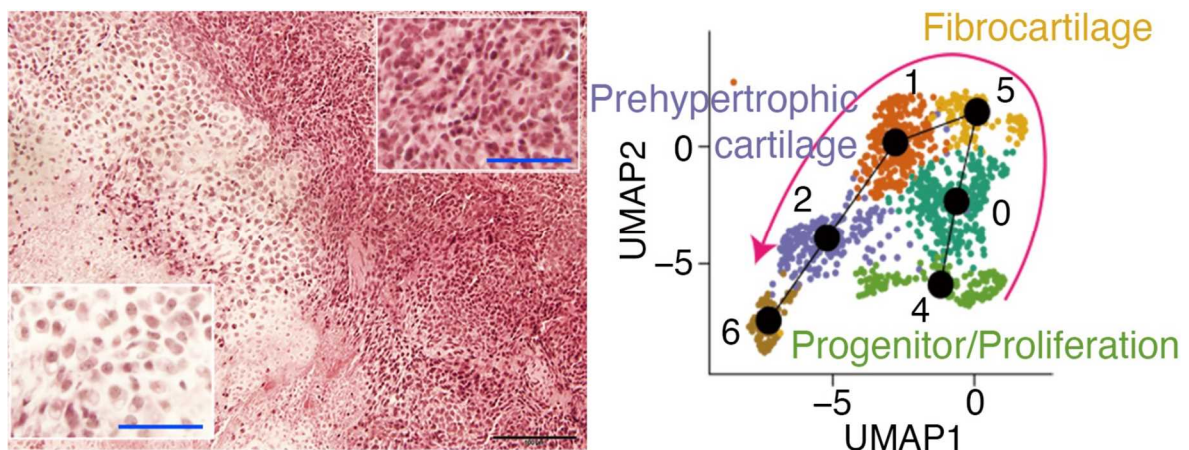 Fibrocartilage
1
5
Prehypertrophic
cartilage
0
2
0
UMAP2
−5
4
6
Progenitor/Proliferation
−5
0
UMAP1